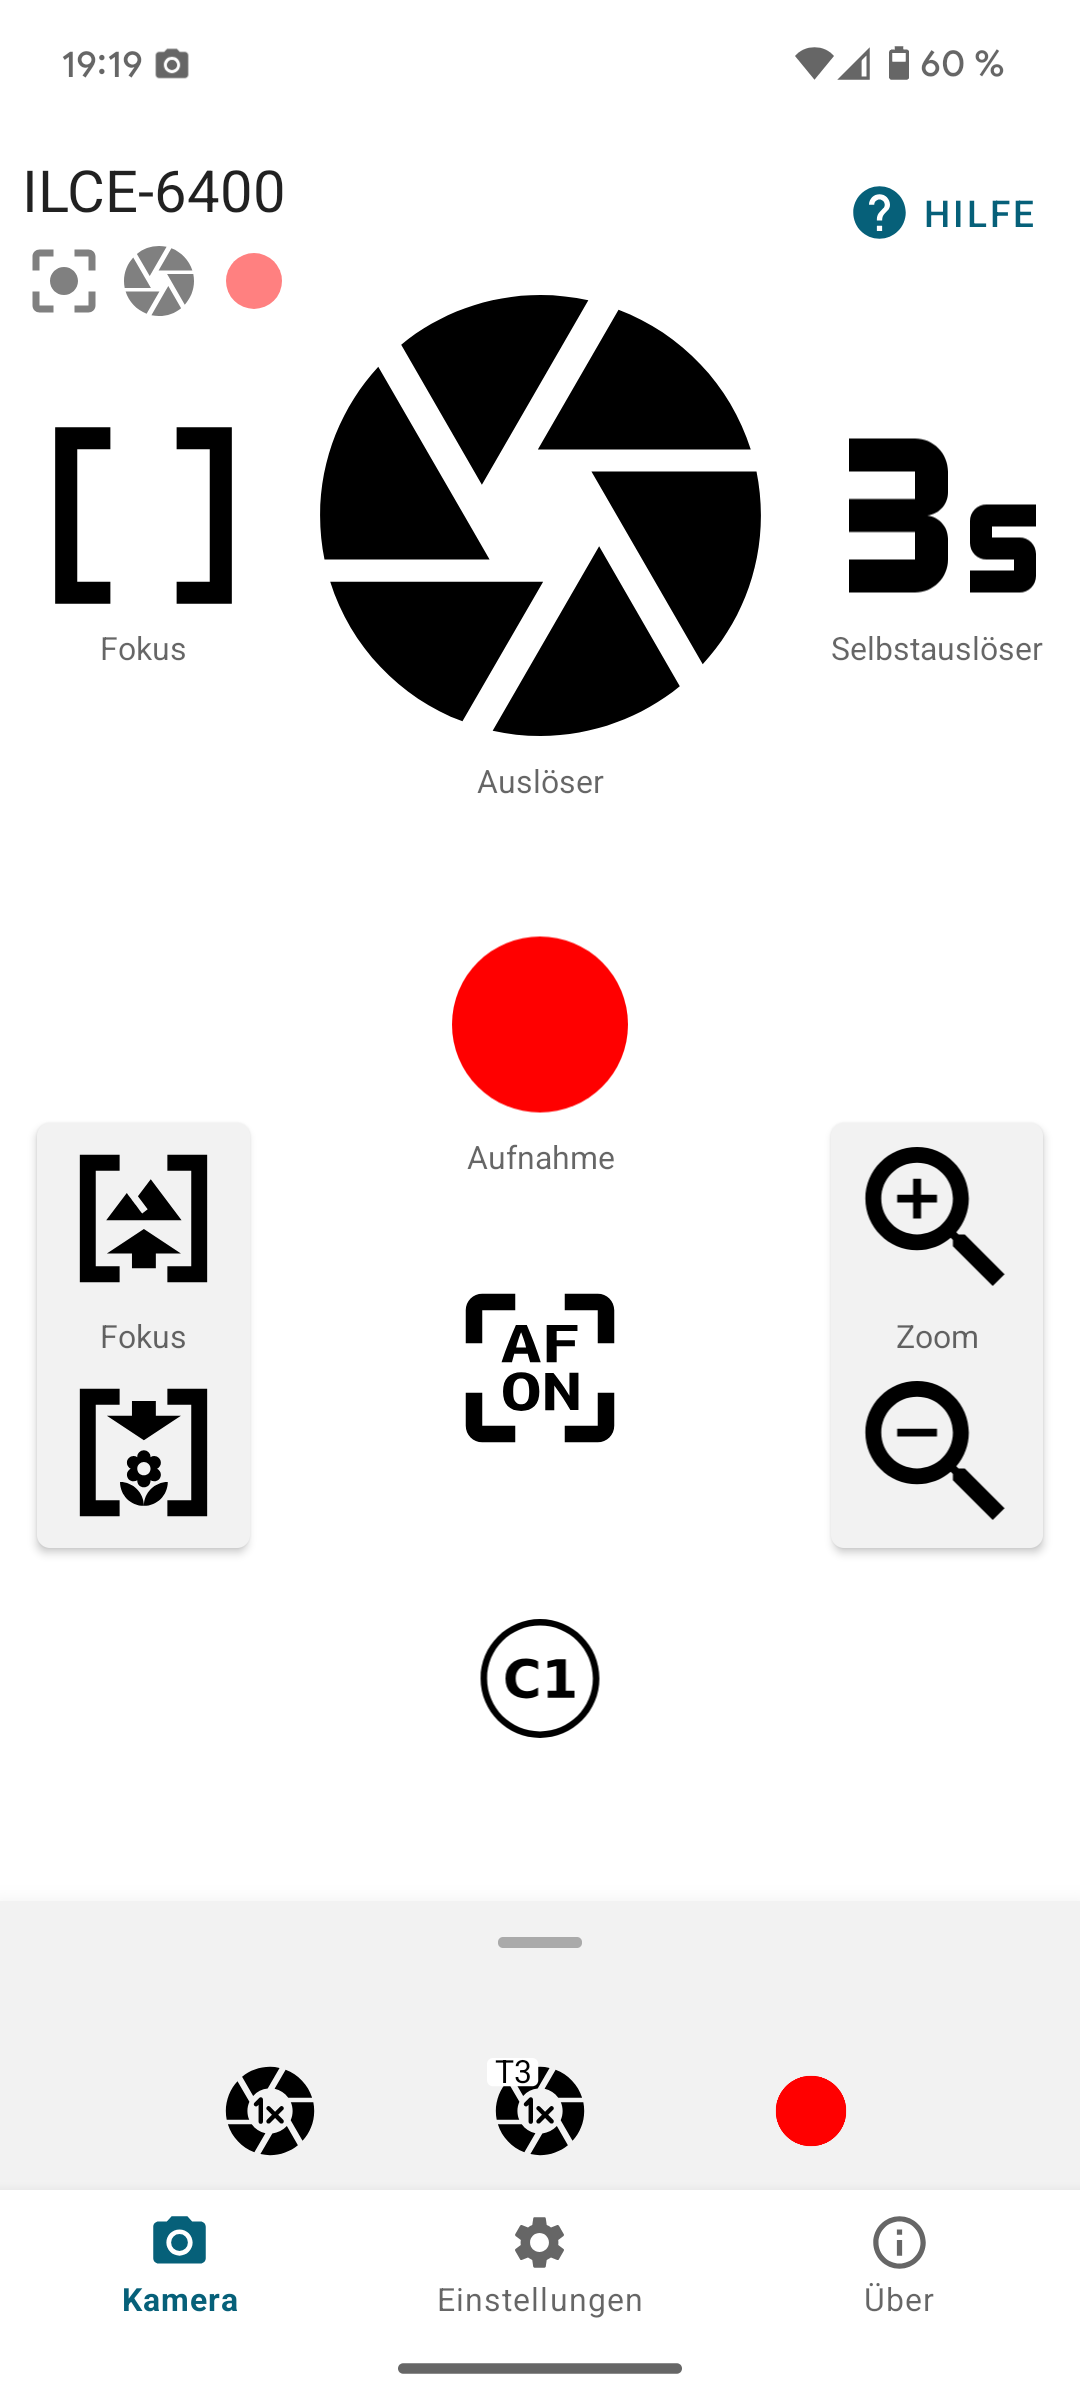 19:19
60 %
ILCE-6400
HILFE
3s
Fokus
Selbstauslöser
Auslöser
Aufnahme
AF
ON
Fokus
Zoom
C1
T3
1x
1x
Kamera
Einstellungen
Über